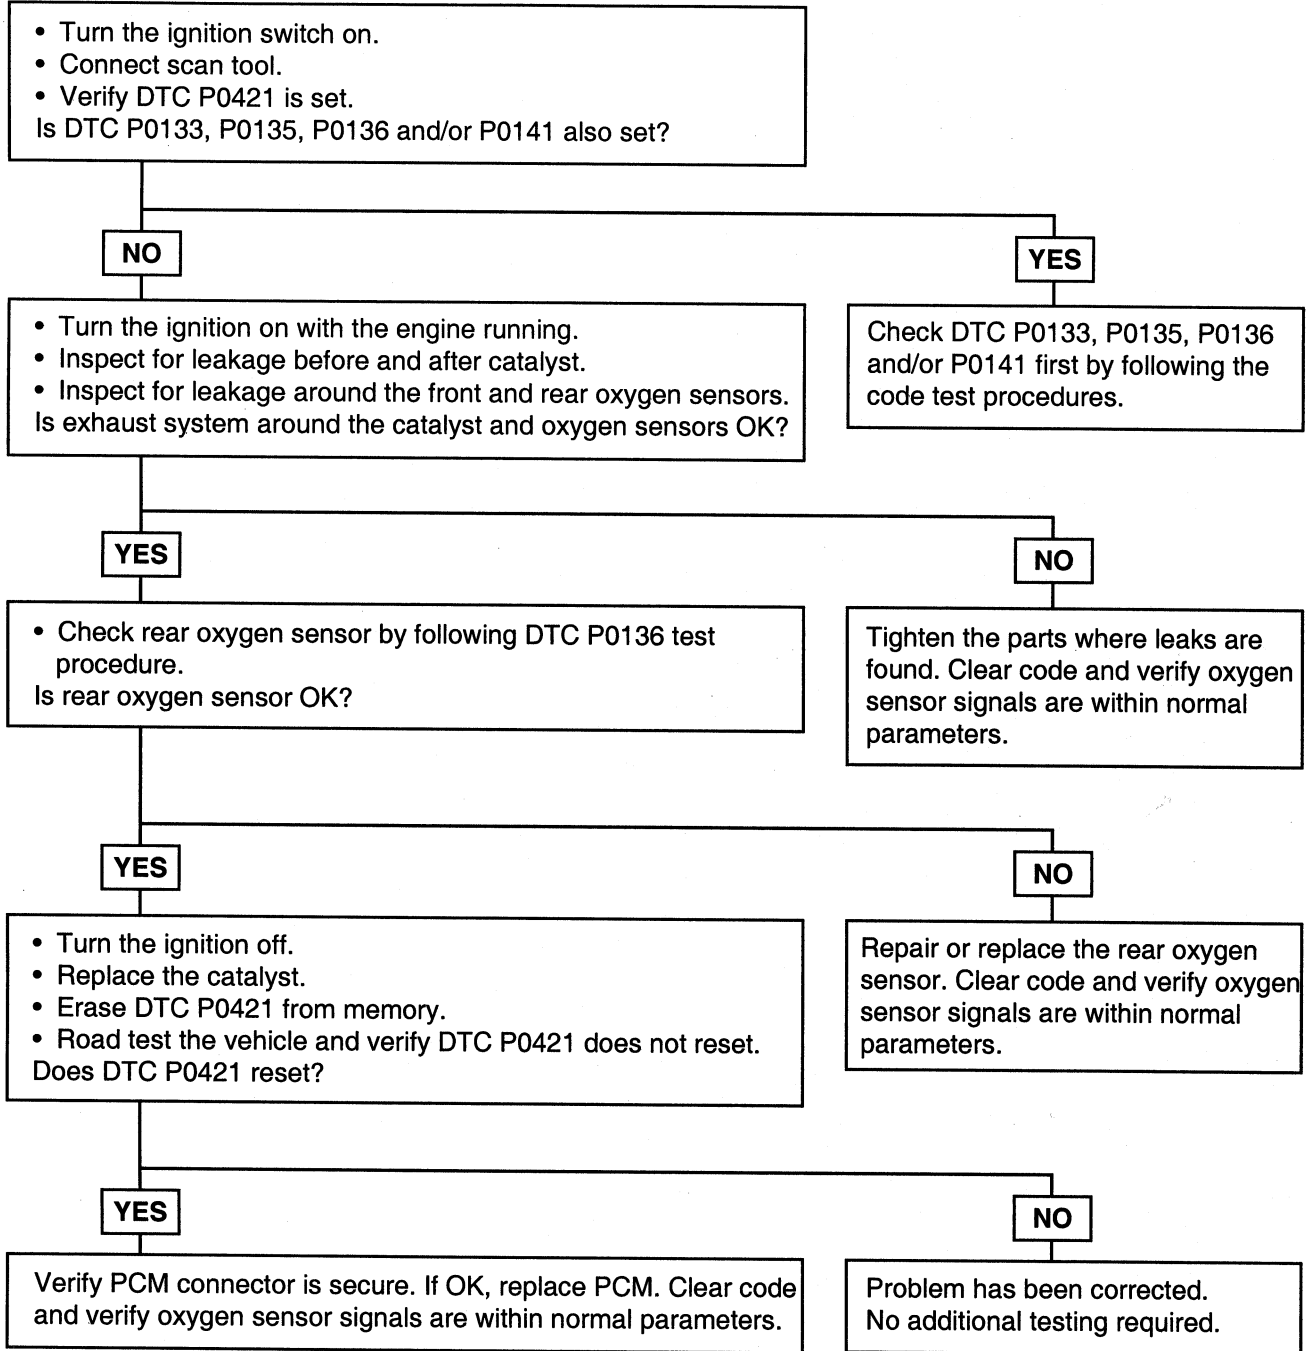 • Turn the ignition switch on.
• Connect scan tool.
• Verify DTC P0421 is set.
Is DTC P0133, P0135, P0136 and/or P0141 also set?
NO
YES
• Turn the ignition on with the engine running.
• Inspect for leakage before and after catalyst.
• Inspect for leakage around the front and rear oxygen sensors.
Is exhaust system around the catalyst and oxygen sensors OK?
Check DTC P0133, P0135, P0136
and/or P0141 first by following the
code test procedures.
YES
NO
• Check rear oxygen sensor by following DTC P0136 test
procedure.
Is rear oxygen sensor OK?
Tighten the parts where leaks are
found. Clear code and verify oxygen
sensor signals are within normal
parameters.
YES
NO
• Turn the ignition off.
• Replace the catalyst.
• Erase DTC P0421 from memory.
• Road test the vehicle and verify DTC P0421 does not reset.
Does DTC P0421 reset?
Repair or replace the rear oxygen
sensor. Clear code and verify oxygen
sensor signals are within normal
parameters.
YES
NO
Verify PCM connector is secure. If OK, replace PCM. Clear code
and verify oxygen sensor signals are within normal parameters.
Problem has been corrected.
No additional testing required.